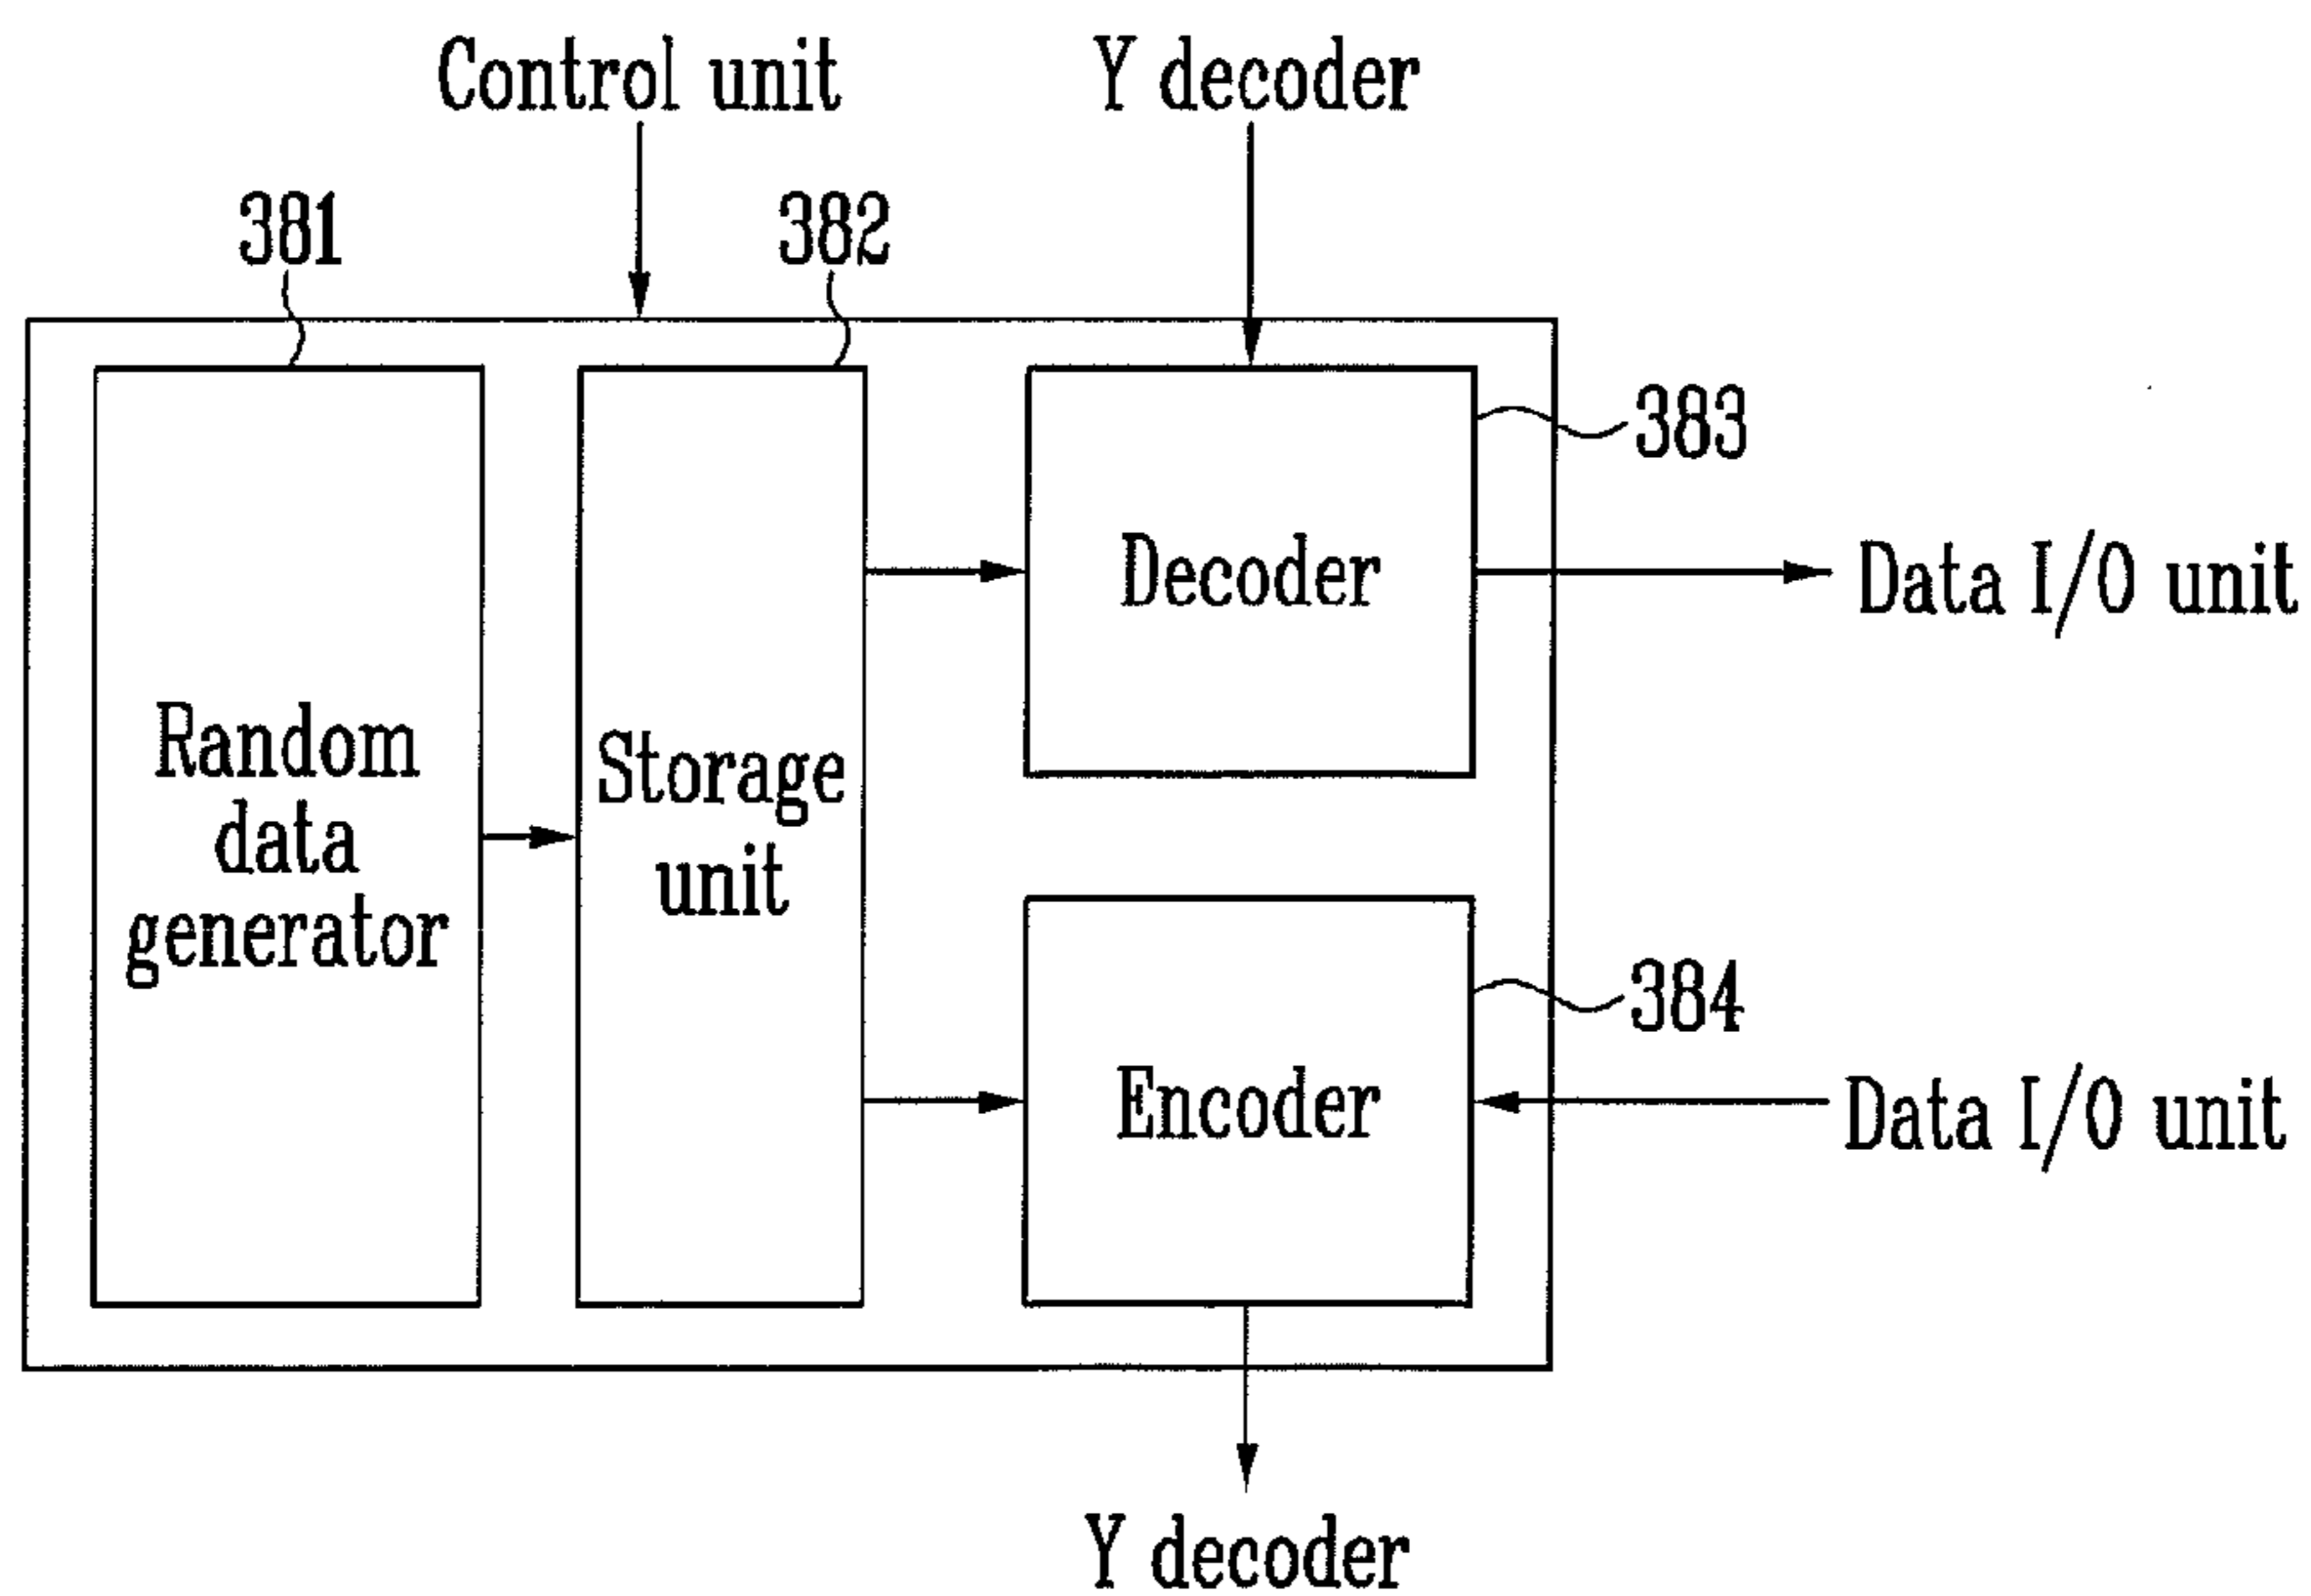 Control unit
Y decoder
381
382
383
Decoder
Data I/O unit
Random
data
generator
Storage
unit
384
Encoder
Data I/O unit
Y decoder